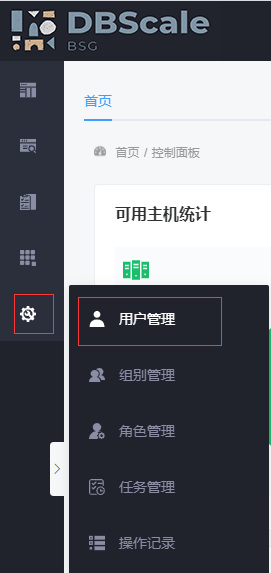 DBScale
BSG
首页
首页 / 控制面板
可用主机统计
用户管理
组别管理
角色管理
任务管理
操作记录